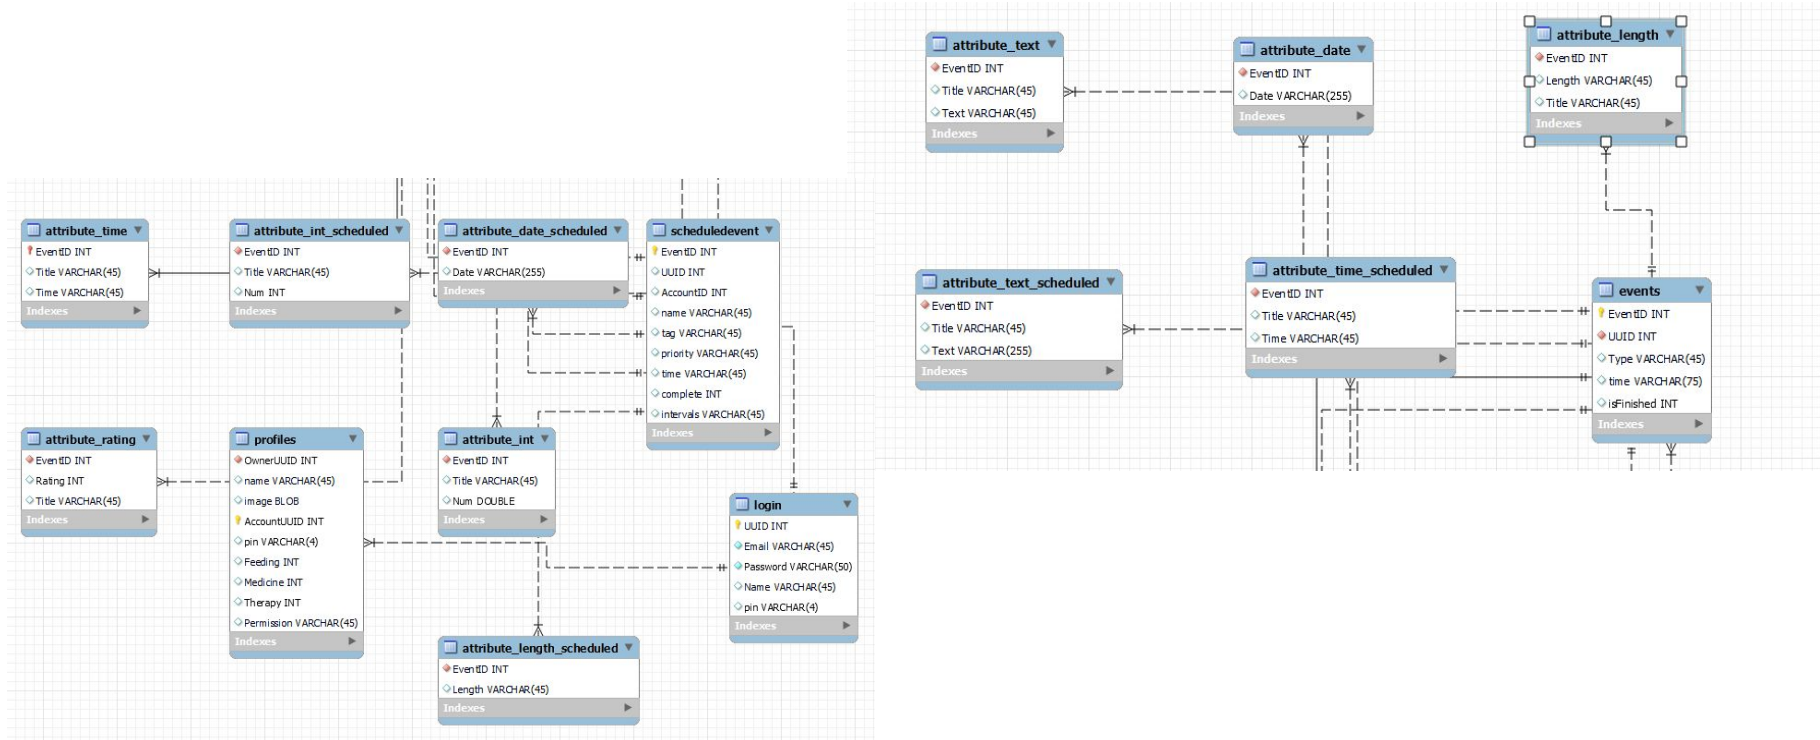 attribute_text
EventID INT
Title VARCHAR(45)
Text VARCHAR(45)
Indexes
attribute_date
EventID INT
Date VARCHAR(255)
Indexes
attribute_length
EventID INT
Length VARCHAR(45)
Title VARCHAR(45)
Indexes
attribute_time
EventID INT
Title VARCHAR(45)
Time VARCHAR(45)
Indexes
attribute_int_scheduled
EventID INT
Title VARCHAR(45)
Num INT
Indexes
attribute_date_scheduled
EventID INT
Date VARCHAR(255)
Indexes
scheduledevent
EventID INT
UUID INT
AccountID INT
name VARCHAR(45)
tag VARCHAR(45)
priority VARCHAR(45)
time VARCHAR(45)
complete INT
intervals VARCHAR(45)
Indexes
attribute_text_scheduled
EventID INT
Title VARCHAR(45)
Text VARCHAR(255)
Indexes
attribute_time_scheduled
EventID INT
Title VARCHAR(45)
Time VARCHAR(45)
Indexes
events
EventID INT
UUID INT
Type VARCHAR(45)
time VARCHAR(75)
isFinished INT
Indexes
attribute_rating
EventID INT
Rating INT
Title VARCHAR(45)
Indexes
profiles
OwnerUUID INT
name VARCHAR(45)
image BLOB
AccountUUID INT
pin VARCHAR(4)
Feeding INT
Medicine INT
Therapy INT
Permission VARCHAR(45)
Indexes
attribute_int
EventID INT
Title VARCHAR(45)
Num DOUBLE
Indexes
login
UUID INT
Email VARCHAR(45)
Password VARCHAR(50)
Name VARCHAR(45)
pin VARCHAR(4)
Indexes
attribute_length_scheduled
EventID INT
Length VARCHAR(45)
Indexes